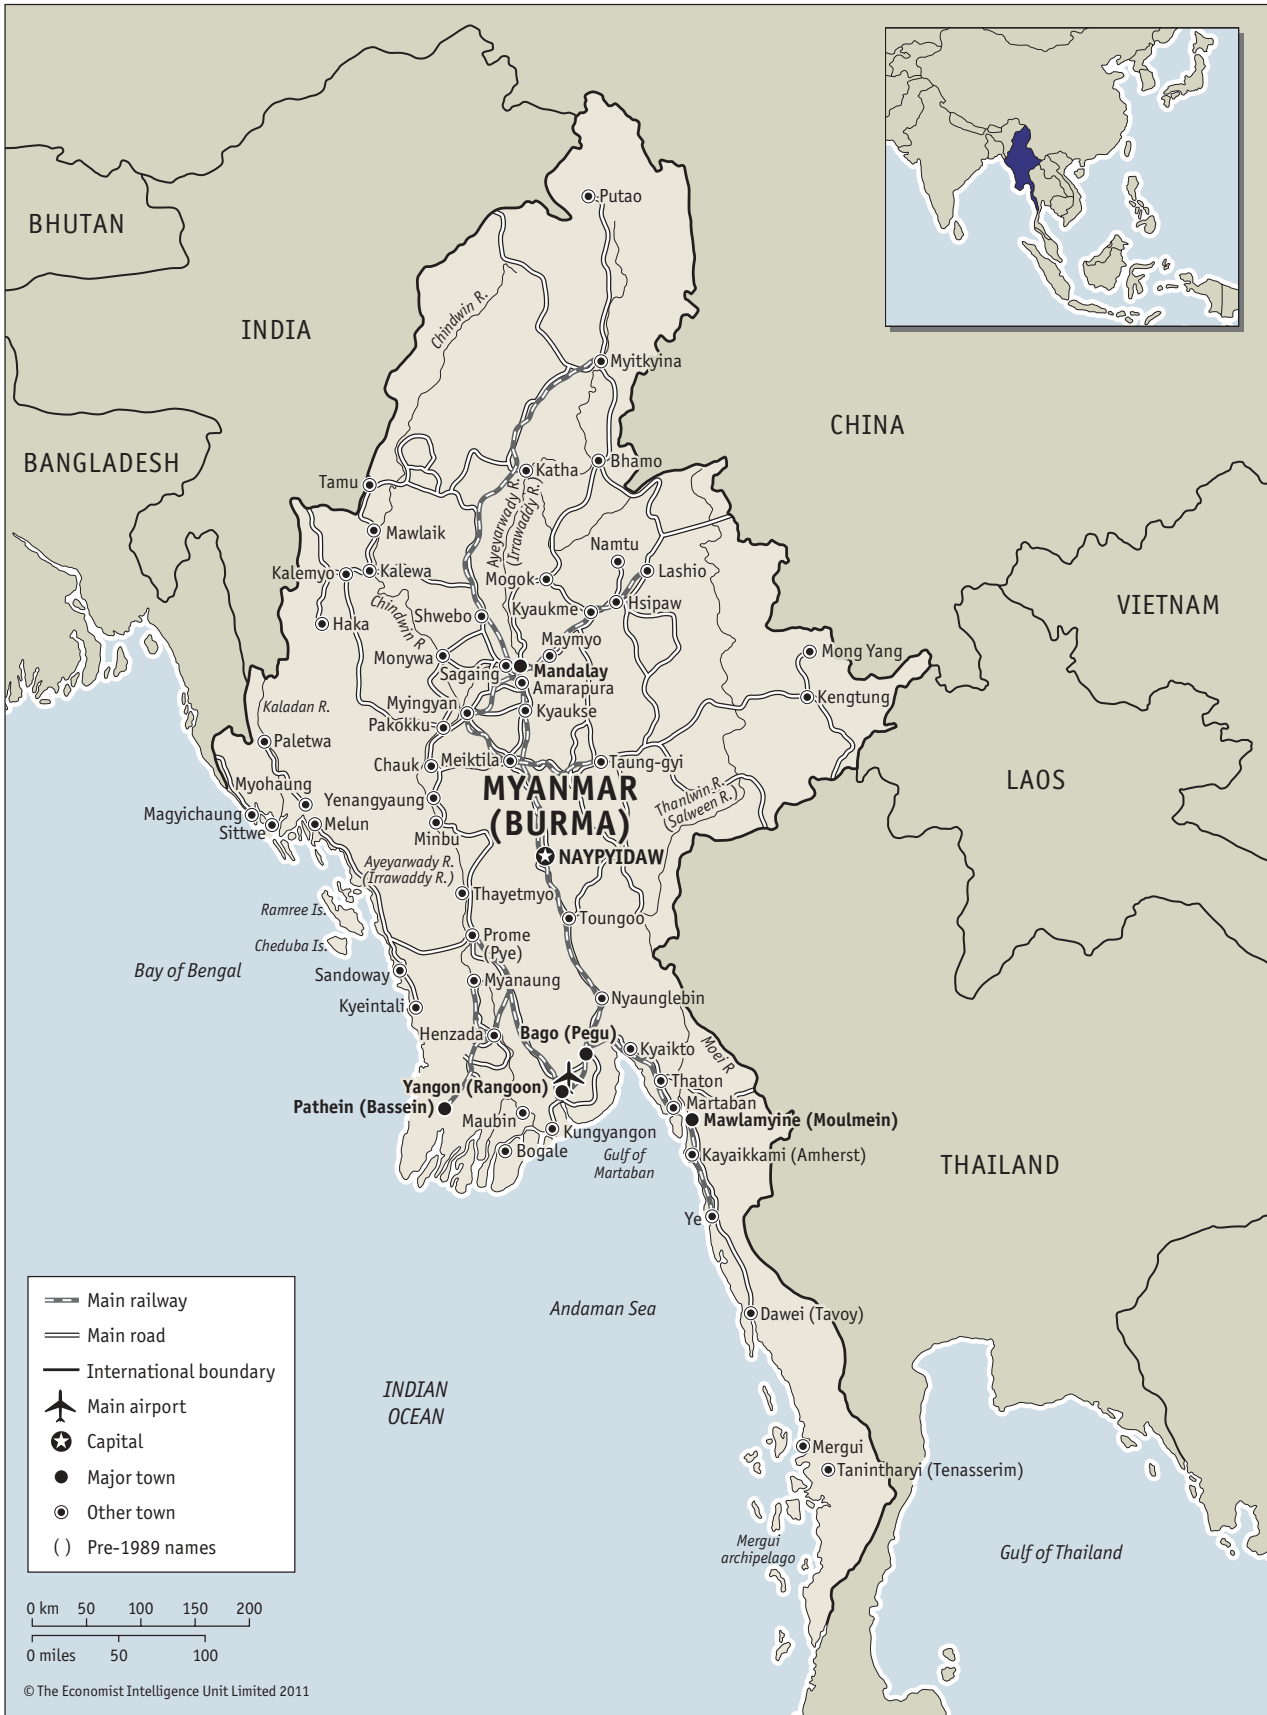 BHUTAN
INDIA
BANGLADESH
CHINA
VIETNAM
LAOS
THAILAND
Putao
Chindwin R.
Myitkyina
Katha
Bhamo
Tamu
Ayeyarwady R.
(Irrawaddy R.)
Mawlaik
Namtu
Kalemyo
Kalewa
Mogok
Lashio
Chindwin R
Shwebo
Kyaukme
Hsipaw
Haka
Maymyo
Monywa
Sagaing
Mandalay
Mong Yang
Amarapura
Kengtung
Kaladan R.
Myingyan
Kyaukse
Pakokku
Paletwa
Chauk
Meiktila
Taung-gyi
Myohaung
Yenangyaung
MYANMAR
(BURMA)
Thanlwin R.
(Salween R.)
Magyichaung
Sittwe
Melun
Minbu
NAYPYIDAW
Ayeyarwady R.
(Irrawaddy R.)
Thayetmyo
Ramree Is.
Toungoo
Cheduba Is.
Prome
(Pye)
Bay of Bengal
Sandoway
Myanaung
Kyeintali
Nyaunglebin
Henzada
Bago (Pegu)
Kyaikto
Moei R
Yangon (Rangoon)
Thaton
Pathein (Bassein)
Martaban
Maubin
Mawlamyine (Moulmein)
Kungyangon
Bogale
Gulf of
Martaban
Kayaikkami (Amherst)
Ye
Andaman Sea
Dawei (Tavoy)
INDIAN
OCEAN
Mergui
Tanintharyi (Tenasserim)
Mergui
archipelago
Gulf of Thailand
Main railway
Main road
International boundary
Main airport
Capital
Major town
Other town
( ) Pre-1989 names
0 km 50 100 150 200
0 miles 50 100
© The Economist Intelligence Unit Limited 2011